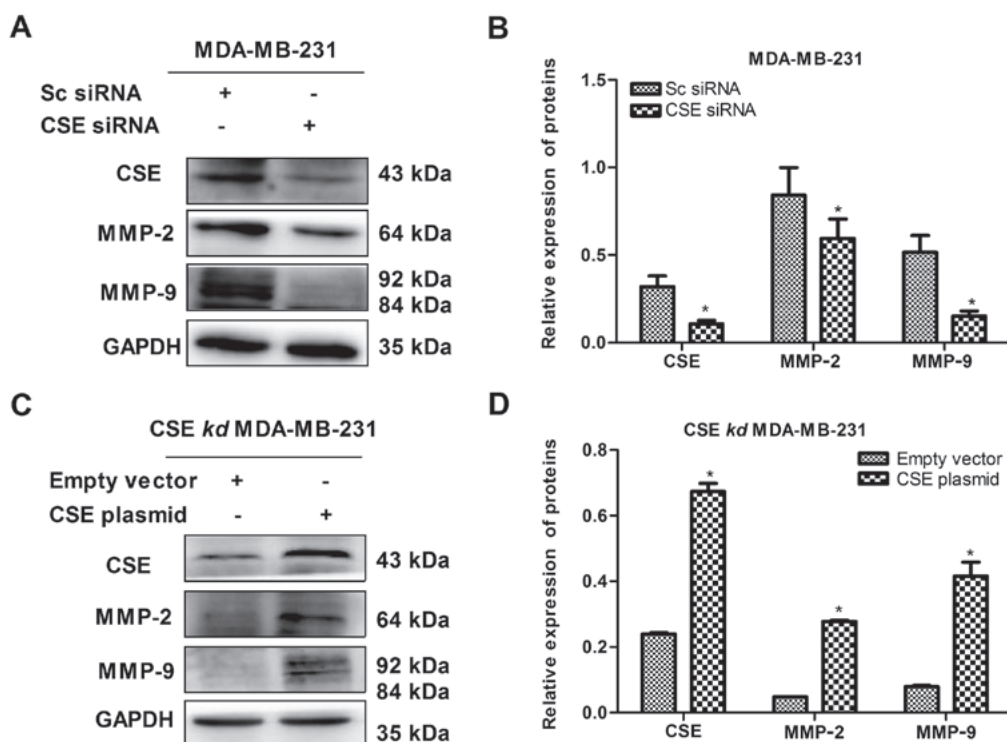 A
MDA-MB-231
Sc siRNA + -
CSE siRNA - +
CSE 43 kDa
MMP-2 64 kDa
MMP-9 92 kDa
84 kDa
GAPDH 35 kDa
B
MDA-MB-231
Relative expression of proteins
1.5
1.0
0.5
0.0
Sc siRNA
CSE siRNA
* * *
CSE MMP-2 MMP-9
C
CSE kd MDA-MB-231
Empty vector + -
CSE plasmid - +
CSE 43 kDa
MMP-2 64 kDa
MMP-9 92 kDa
84 kDa
GAPDH 35 kDa
D
CSE kd MDA-MB-231
Relative expression of proteins
0.8
0.6
0.4
0.2
0.0
Empty vector
CSE plasmid
* * *
CSE MMP-2 MMP-9